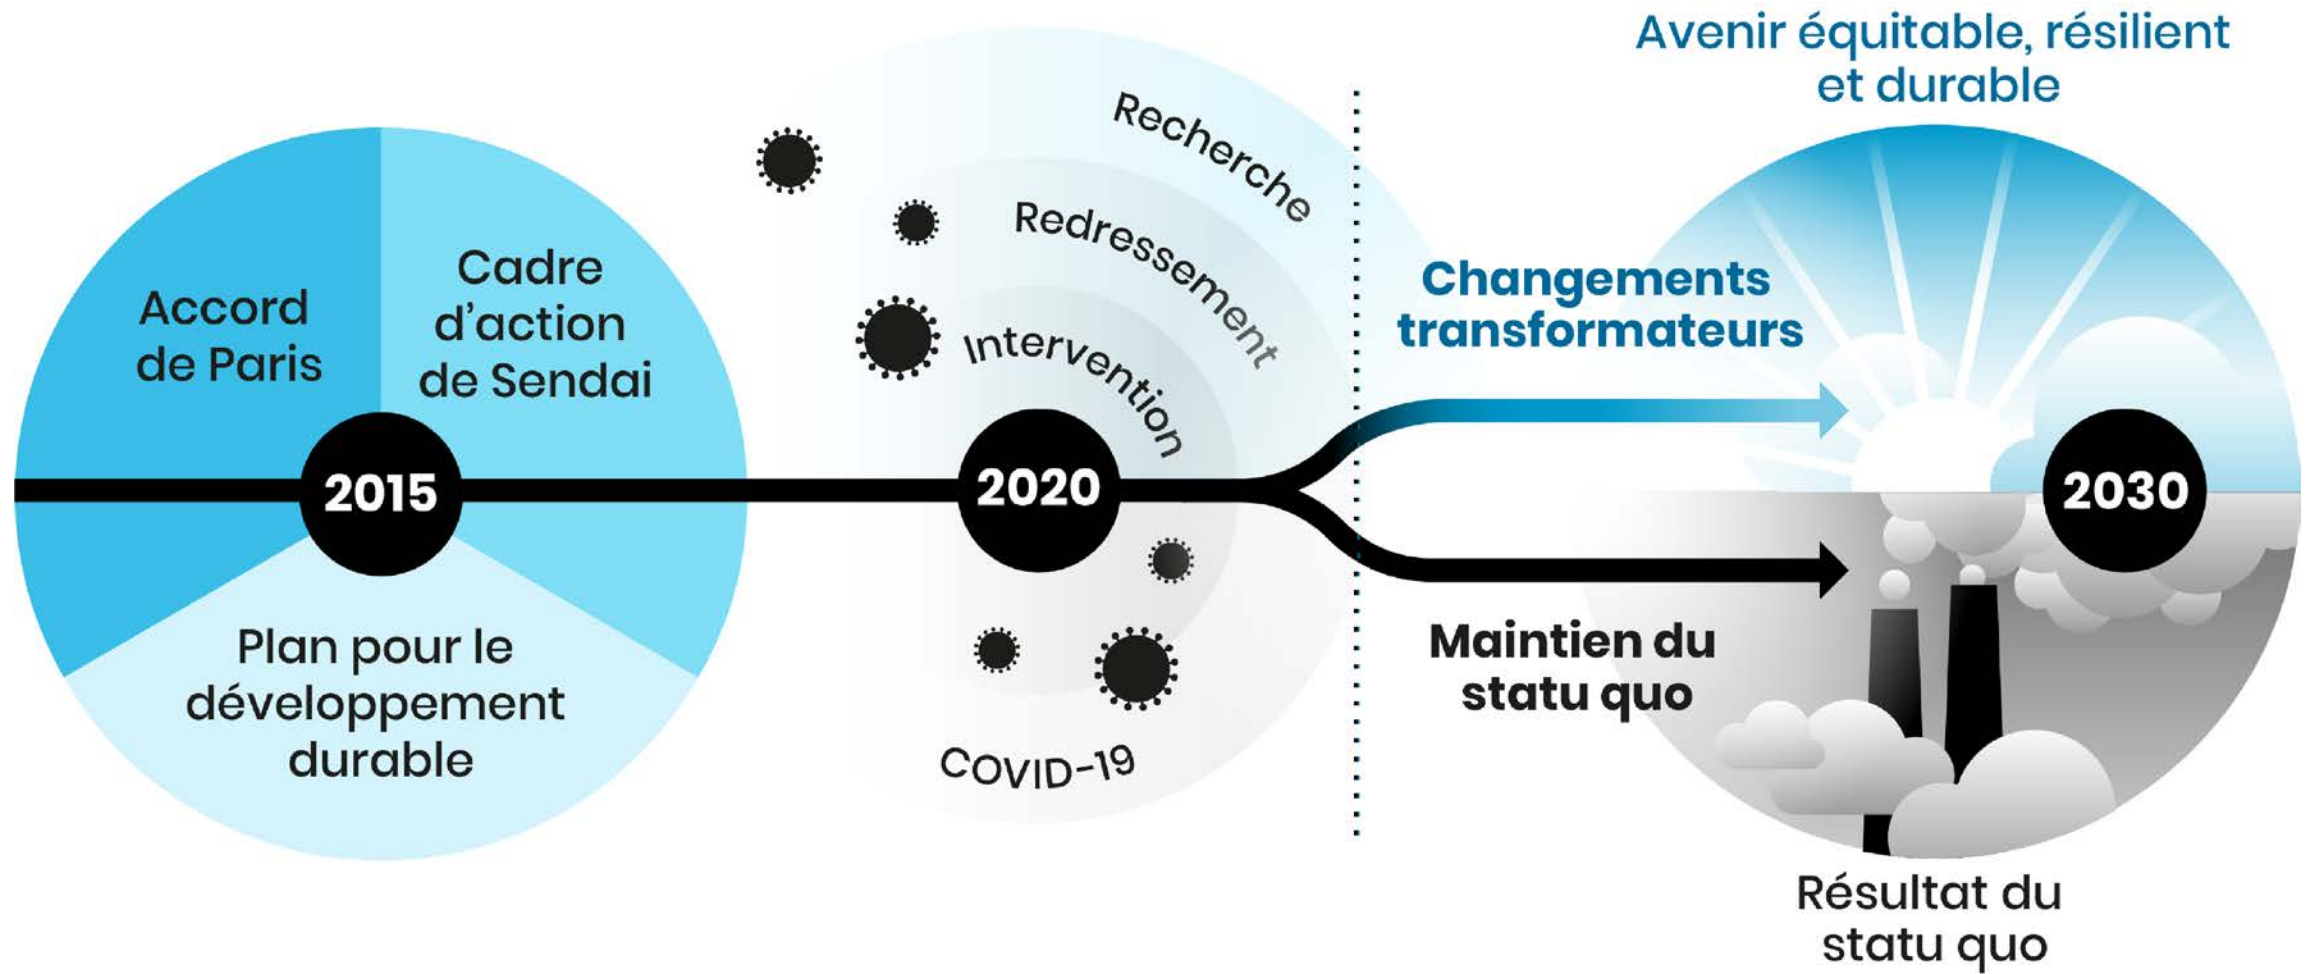 Accord
de Paris
Cadre
d'action
de Sendai
2015
Plan pour le
développement
durable
Recherche
Redressement
Intervention
2020
COVID-19
Changements
transformateurs
Maintien du
statu quo
Avenir équitable, résilient
et durable
2030
Résultat du
statu quo